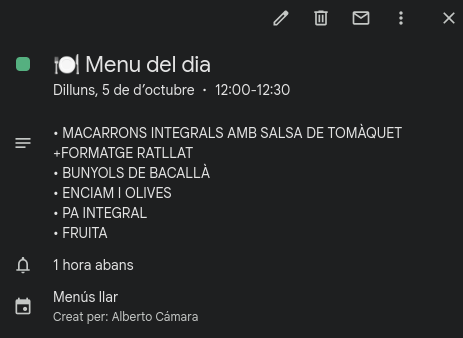 🍽️ Menu del dia
Dilluns, 5 de d’octubre · 12:00-12:30
• MACARRONS INTEGRALS AMB SALSA DE TOMÀQUET
+FORMATGE RATLLAT
• BUNYOLS DE BACALLÀ
• ENCIAM I OLIVES
• PA INTEGRAL
• FRUITA
1 hora abans
Menús llar
Creat per: Alberto Cámara